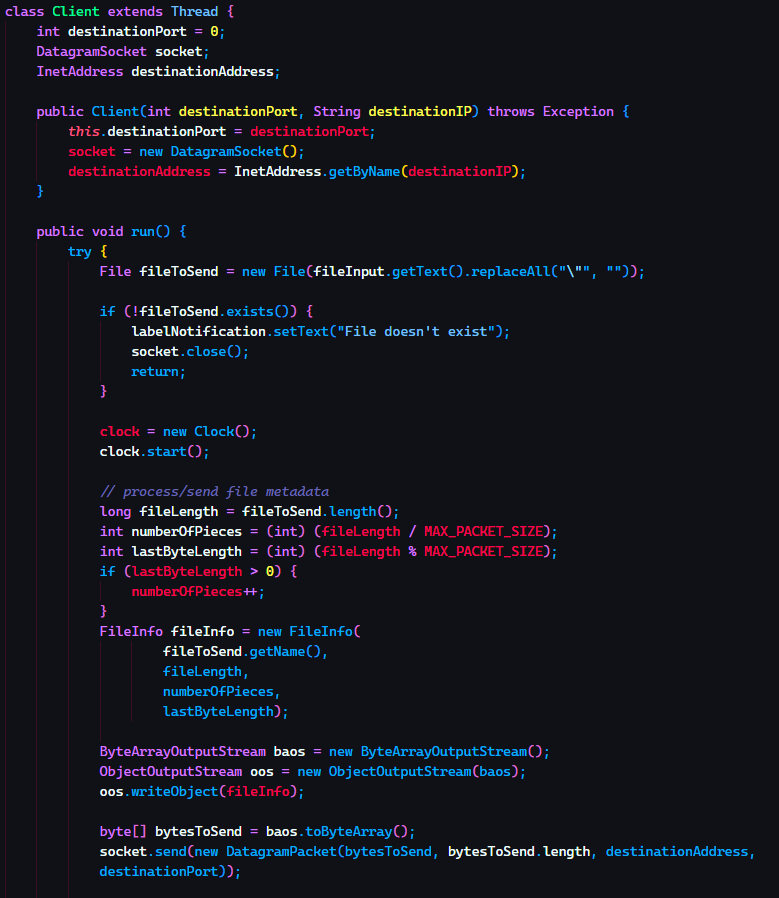 class Client extends Thread {
    int destinationPort = 0;
    DatagramSocket socket;
    InetAddress destinationAddress;

    public Client(int destinationPort, String destinationIP) throws Exception {
        this.destinationPort = destinationPort;
        socket = new DatagramSocket();
        destinationAddress = InetAddress.getByName(destinationIP);
    }

    public void run() {
        try {
            File fileToSend = new File(fileInput.getText().replaceAll("\"", ""));

            if (!fileToSend.exists()) {
                labelNotification.setText("File doesn't exist");
                socket.close();
                return;
            }

            clock = new Clock();
            clock.start();

            // process/send file metadata
            long fileLength = fileToSend.length();
            int numberOfPieces = (int) (fileLength / MAX_PACKET_SIZE);
            int lastByteLength = (int) (fileLength % MAX_PACKET_SIZE);
            if (lastByteLength > 0) {
                numberOfPieces++;
            }
            FileInfo fileInfo = new FileInfo(
                    fileToSend.getName(),
                    fileLength,
                    numberOfPieces,
                    lastByteLength);

            ByteArrayOutputStream baos = new ByteArrayOutputStream();
            ObjectOutputStream oos = new ObjectOutputStream(baos);
            oos.writeObject(fileInfo);

            byte[] bytesToSend = baos.toByteArray();
            socket.send(new DatagramPacket(bytesToSend, bytesToSend.length, destinationAddress,
            destinationPort));